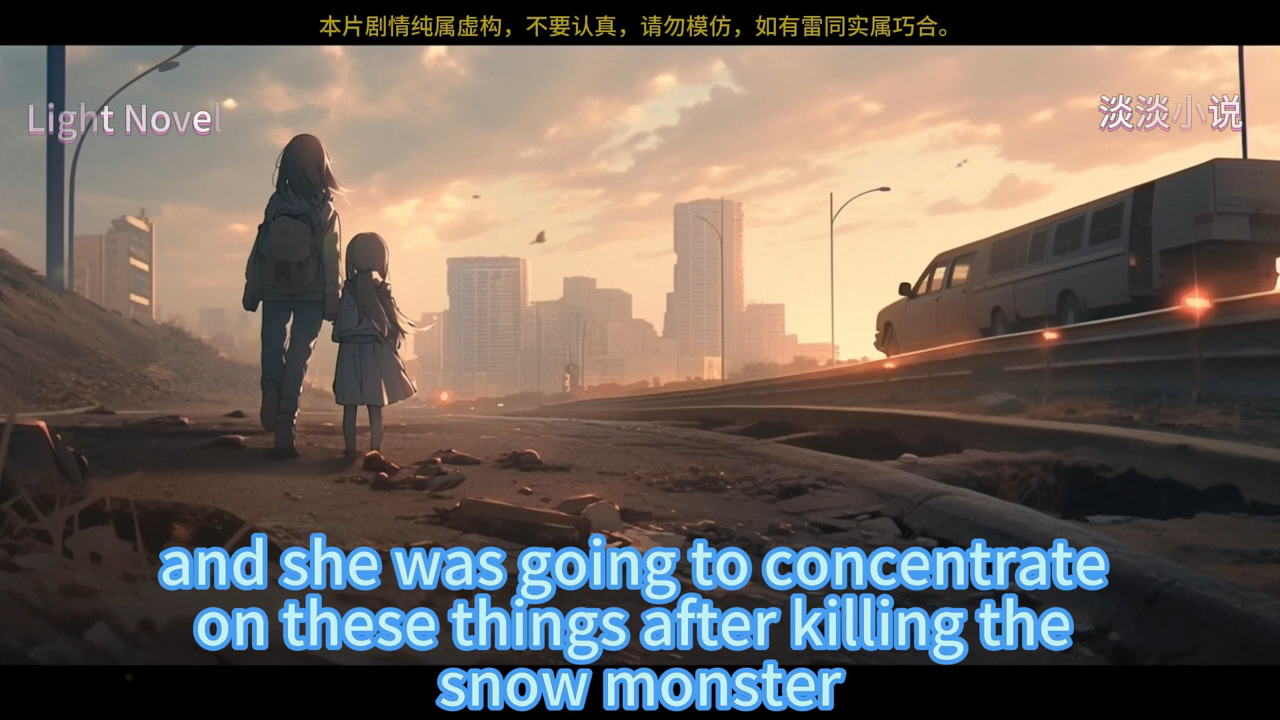 本片剧情纯属虚构，不要认真，请勿模仿，如有雷同实属巧合。
Light Novel
淡淡小说
and she was going to concentrate
on these things after killing the
snow monster